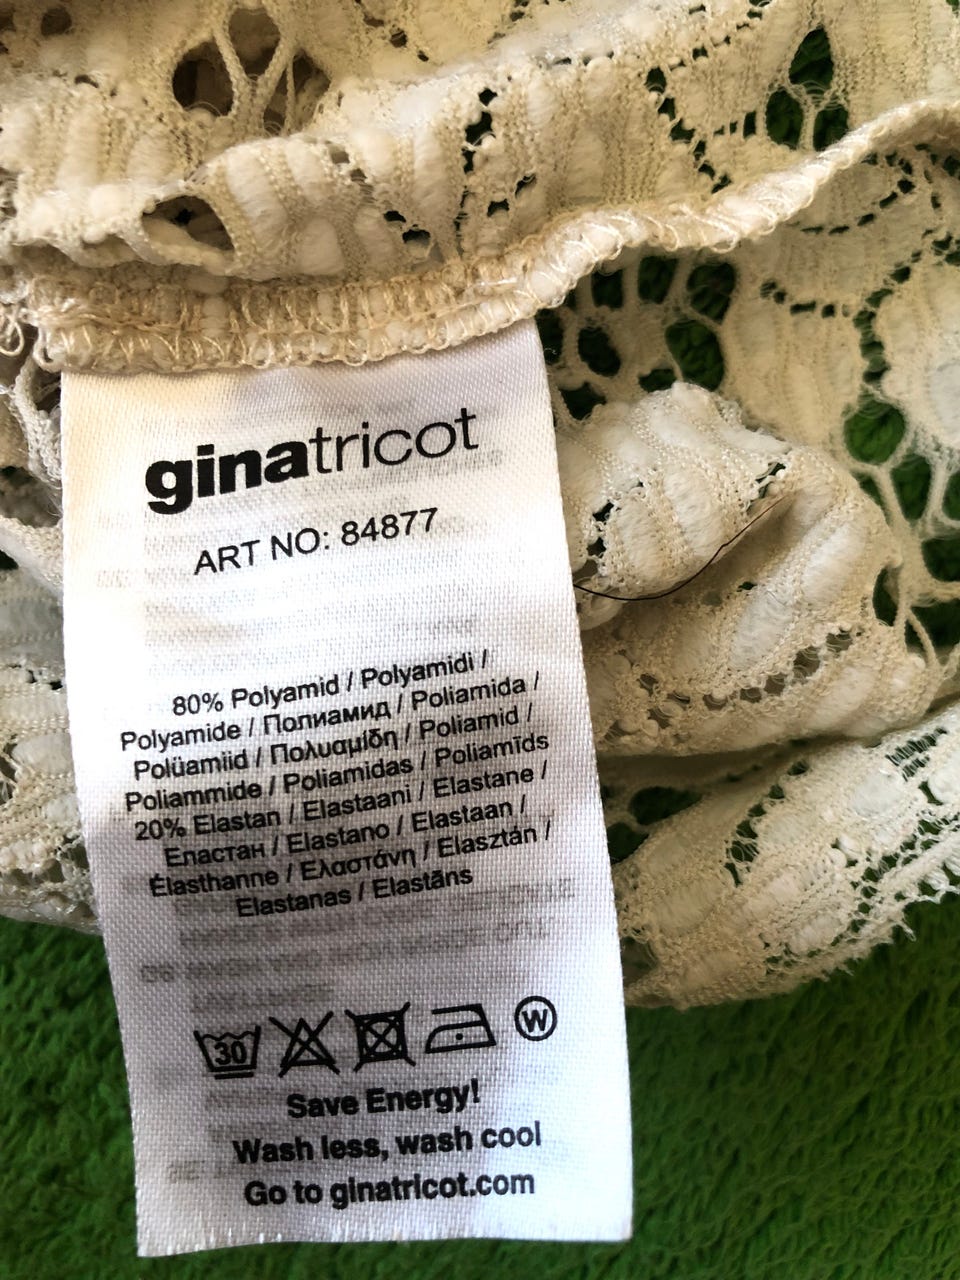 ginatricot
ART NO: 84877
80% Polyamid / Polyamidi /
Polyamide / Полиамид / Poliamida /
Polüamiid / Πολυαμίδη / Poliamid /
Poliammide / Poliamidas / Poliamīds
20% Elastan / Elastaani / Elastane /
Еластан / Elastano / Elastaan /
Élasthanne / Ελαστάνη / Elasztán /
Elastanas / Elastāns
30
W
Save Energy!
Wash less, wash cool
Go to ginatricot.com